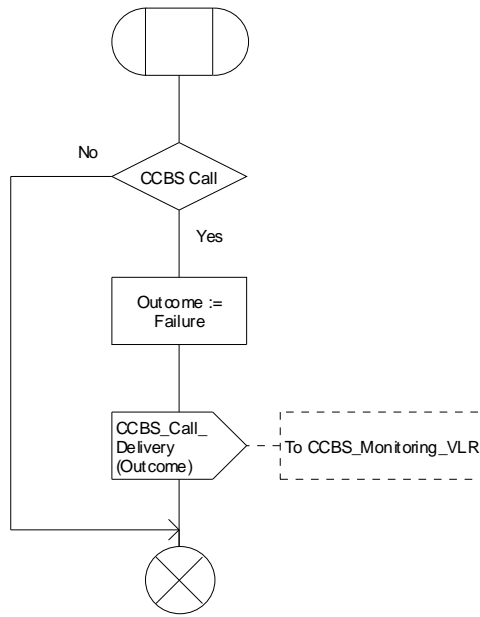 No
CCBS Call
Yes
Outcome :=
Failure
CCBS_Call_
Delivery
(Outcome)
To CCBS_Monitoring_VLR